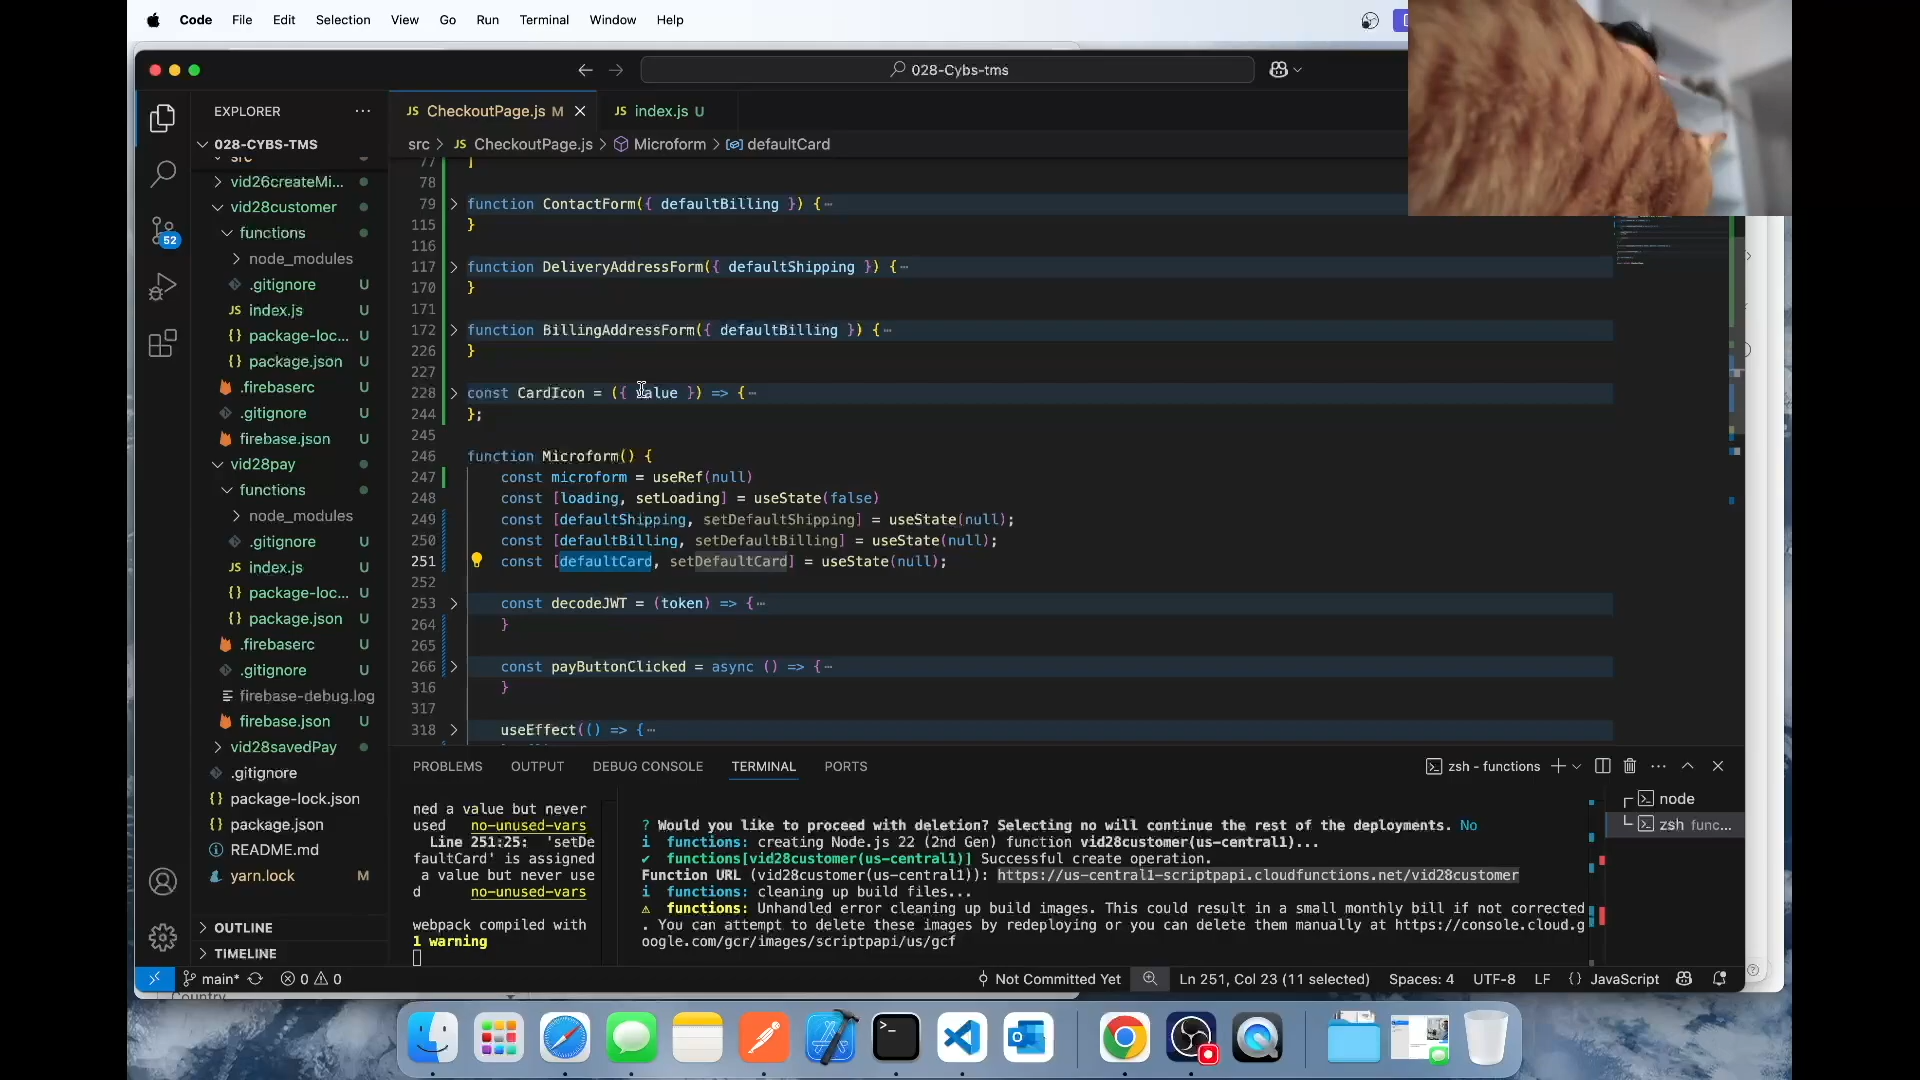 Code File Edit Selection View Go Run Terminal Window Help
028-Cybs-tms
EXPLORER
028-CYBS-TMS
src
vid26createMi...
vid28customer
functions
node_modules
.gitignore U
JS index.js U
{} package-loc... U
{} package.json U
.firebaserc U
.gitignore U
firebase.json U
vid28pay
functions
node_modules
.gitignore U
JS index.js U
{} package-loc... U
{} package.json U
.firebaserc U
.gitignore U
firebase-debug.log
firebase.json U
vid28savedPay
.gitignore
{} package-lock.json
{} package.json
README.md
yarn.lock M
OUTLINE
TIMELINE
52
JS CheckoutPage.js M
JS index.js U
src > JS CheckoutPage.js > Microform > defaultCard
77 ]
78
79 function ContactForm({ defaultBilling }) {
115 }
116
117 function DeliveryAddressForm({ defaultShipping }) {
170 }
171
172 function BillingAddressForm({ defaultBilling }) {
226 }
227
228 const CardIcon = ({ value }) => {
244 };
245
246 function Microform() {
247 const microform = useRef(null)
248 const [loading, setLoading] = useState(false)
249 const [defaultShipping, setDefaultShipping] = useState(null);
250 const [defaultBilling, setDefaultBilling] = useState(null);
251 const [defaultCard, setDefaultCard] = useState(null);
252
253 const decodeJWT = (token) => {
264 }
265
266 const payButtonClicked = async () => {
316 }
317
318 useEffect(() => {
PROBLEMS OUTPUT DEBUG CONSOLE TERMINAL PORTS
zsh - functions
ned a value but never
used no-unused-vars
Line 251:25: 'setDe
faultCard' is assigned
a value but never use
d no-unused-vars
webpack compiled with
1 warning
? Would you like to proceed with deletion? Selecting no will continue the rest of the deployments. No
i functions: creating Node.js 22 (2nd Gen) function vid28customer(us-central1)...
✔ functions[vid28customer(us-central1)] Successful create operation.
Function URL (vid28customer(us-central1)): https://us-central1-scriptpapi.cloudfunctions.net/vid28customer
i functions: cleaning up build files...
⚠ functions: Unhandled error cleaning up build images. This could result in a small monthly bill if not corrected
. You can attempt to delete these images by redeploying or you can delete them manually at https://console.cloud.g
oogle.com/gcr/images/scriptpapi/us/gcf
node
zsh func...
main* 0 0 Not Committed Yet Ln 251, Col 23 (11 selected) Spaces: 4 UTF-8 LF {} JavaScript
Country